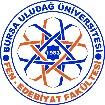 BURSA ULUDAĞ ÜNİVERSİTESİ
FEN-EDEBİYAT FAKÜLTESİ